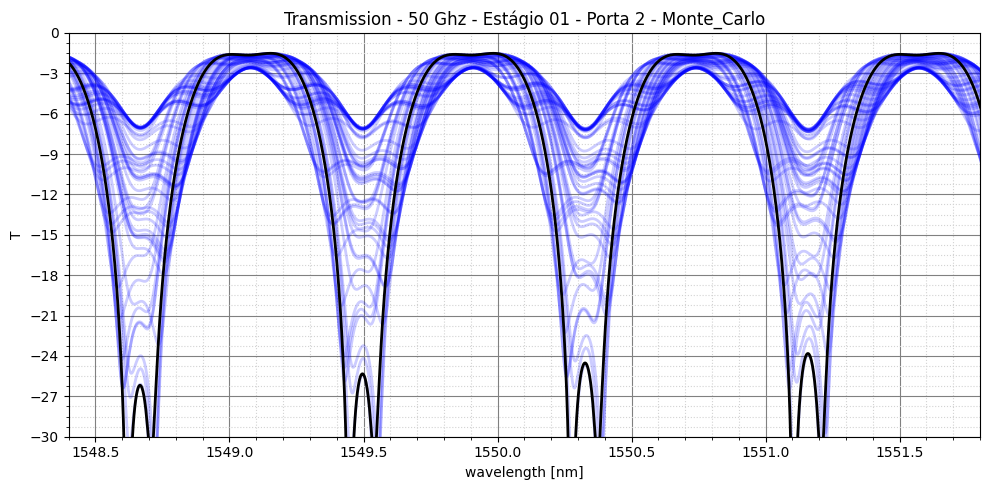 Transmission - 50 Ghz - Estágio 01 - Porta 2 - Monte_Carlo
0
−3
−6
−9
−12
−15
−18
−21
−24
−27
−30
T
1548.5 1549.0 1549.5 1550.0 1550.5 1551.0 1551.5
wavelength [nm]